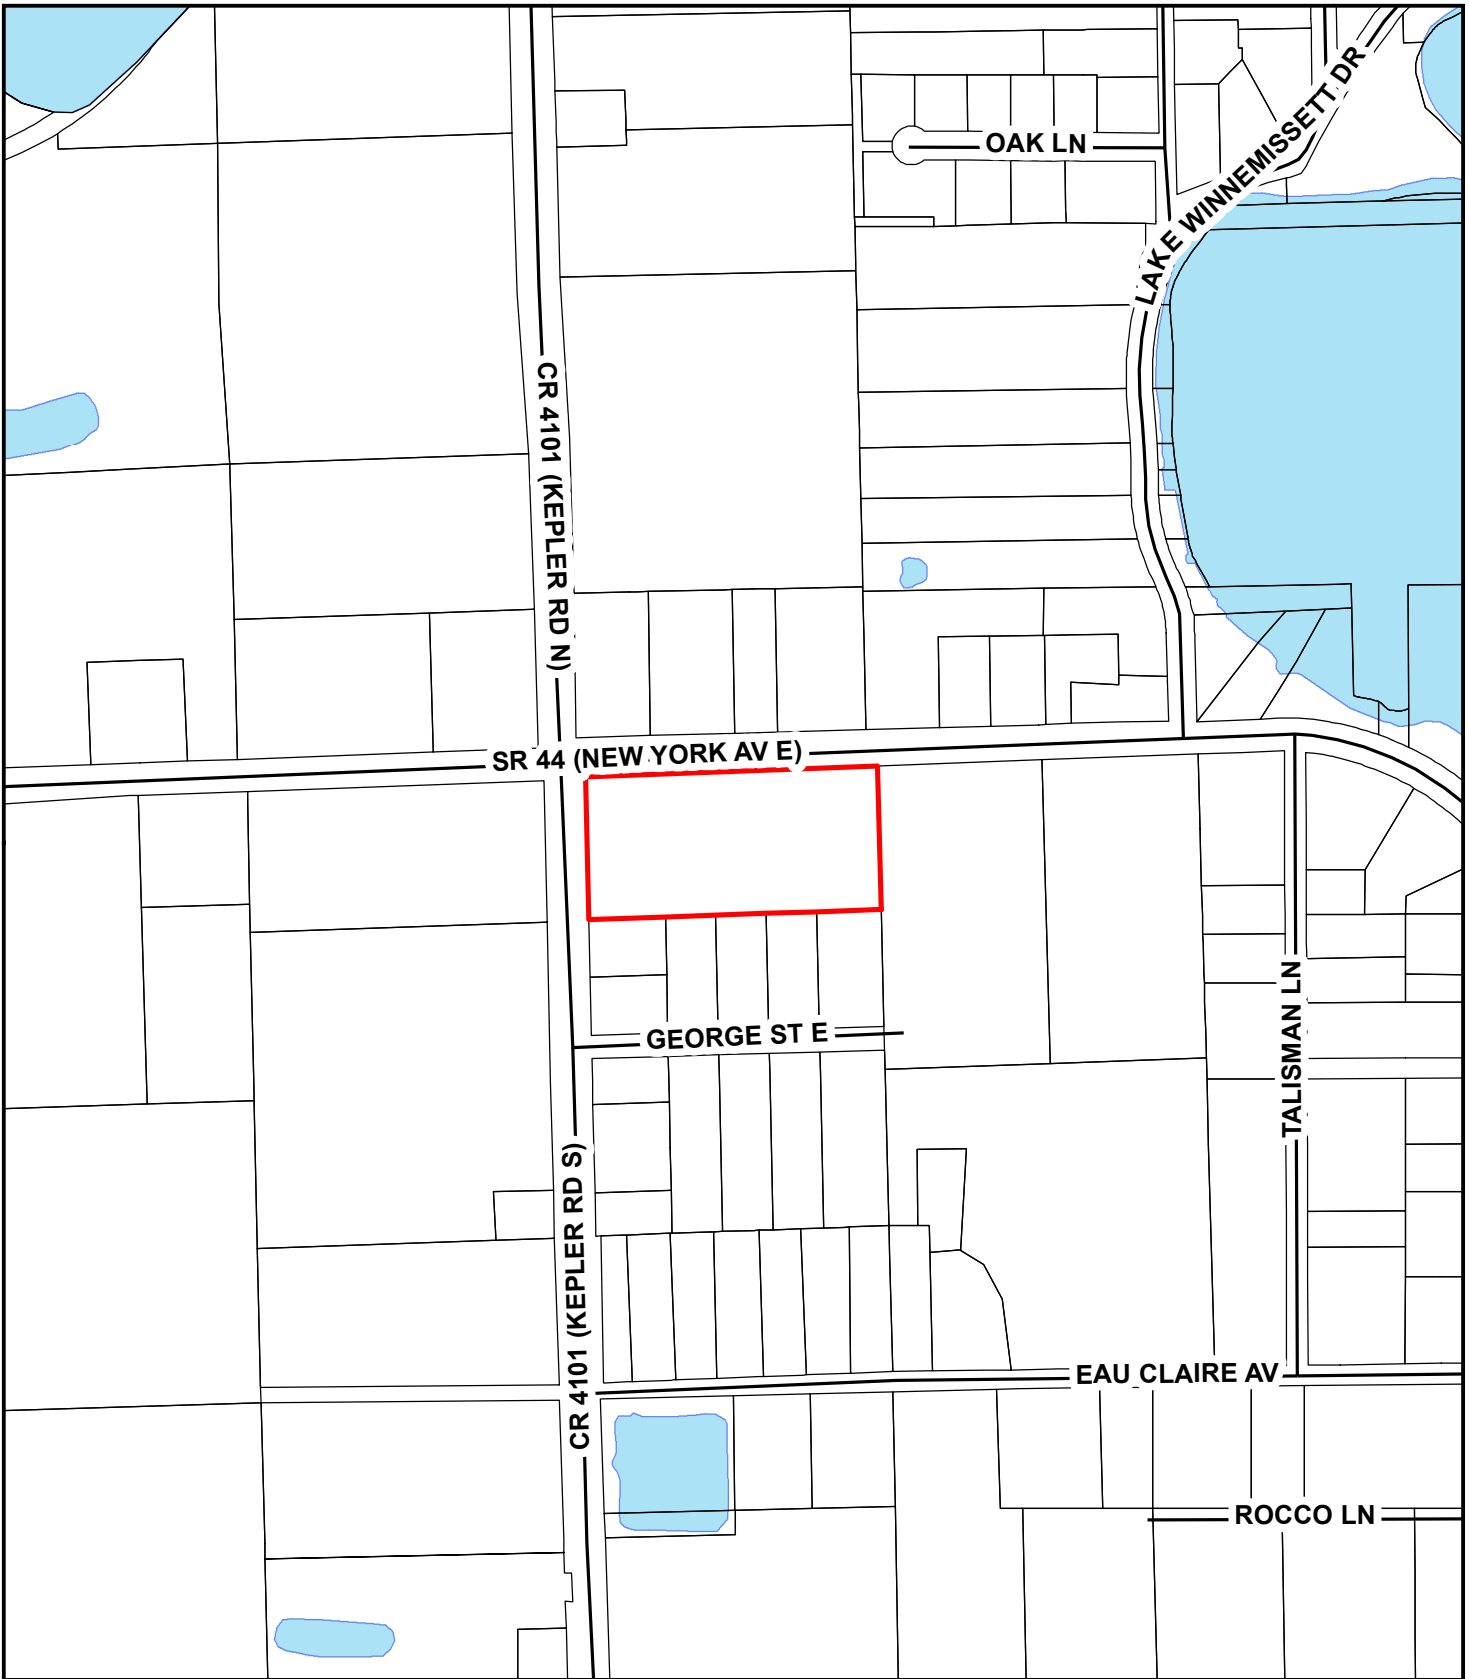 OAK LN
LAKE WINNEMISSETT DR
CR 4101 (KEPLER RD N)
SR 44 (NEW YORK AV E)
GEORGE ST E
TALISMAN LN
CR 4101 (KEPLER RD S)
EAU CLAIRE AV
ROCCO LN